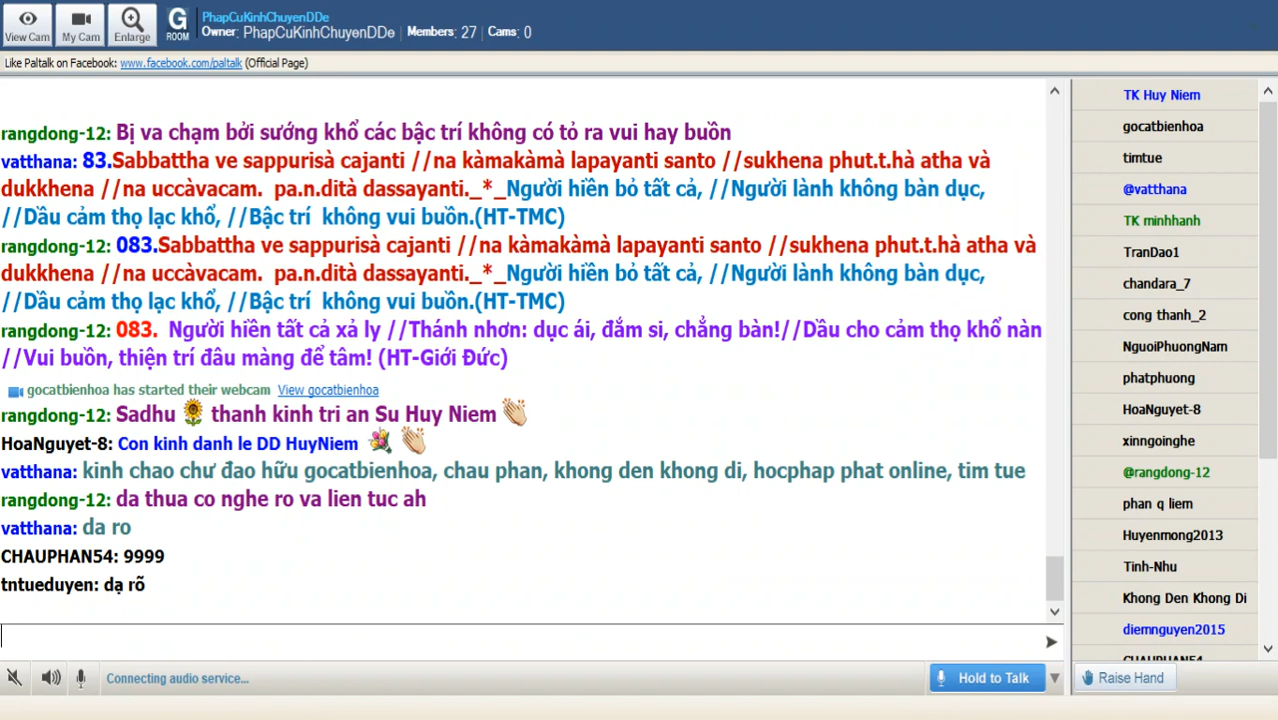 PhapCuKinhChuyenDDe
Owner: PhapCuKinhChuyenDDe Members: 27 Cams: 0
View Cam My Cam Enlarge G ROOM
Like Paltalk on Facebook: www.facebook.com/paltalk (Official Page)
rangdong-12: Bị va chạm bởi sướng khổ các bậc trí không có tỏ ra vui hay buồn
vatthana: 83.Sabbattha ve sappurisà cajanti //na kàmakàmà lapayanti santo //sukhena phut.t.hà atha và
dukkhena //na uccàvacam. pa.n.dità dassayanti._*_Người hiền bỏ tất cả, //Người lành không bàn dục,
//Dầu cảm thọ lạc khổ, //Bậc trí không vui buồn.(HT-TMC)
rangdong-12: 083.Sabbattha ve sappurisà cajanti //na kàmakàmà lapayanti santo //sukhena phut.t.hà atha và
dukkhena //na uccàvacam. pa.n.dità dassayanti._*_Người hiền bỏ tất cả, //Người lành không bàn dục,
//Dầu cảm thọ lạc khổ, //Bậc trí không vui buồn.(HT-TMC)
rangdong-12: 083. Người hiền tất cả xả ly //Thánh nhơn: dục ái, đắm si, chẳng bàn!//Dầu cho cảm thọ khổ nàn
//Vui buồn, thiện trí đâu màng để tâm! (HT-Giới Đức)
gocatbienhoa has started their webcam View gocatbienhoa
rangdong-12: Sadhu 🌻 thanh kinh tri an Su Huy Niem 👏
HoaNguyet-8: Con kinh danh le DD HuyNiem 💐 👏
vatthana: kinh chao chư đao hữu gocatbienhoa, chau phan, khong den khong di, hocphap phat online, tim tue
rangdong-12: da thua co nghe ro va lien tuc ah
vatthana: da ro
CHAUPHAN54: 9999
tntueduyen: dạ rõ
Connecting audio service...
Hold to Talk
TK Huy Niem
gocatbienhoa
timtue
@vatthana
TK minhhanh
TranDao1
chandara_7
cong thanh_2
NguoiPhuongNam
phatphuong
HoaNguyet-8
xinngoinghe
@rangdong-12
phan q liem
Huyenmong2013
Tinh-Nhu
Khong Den Khong Di
diemnguyen2015
CHAUPHAN54
Raise Hand